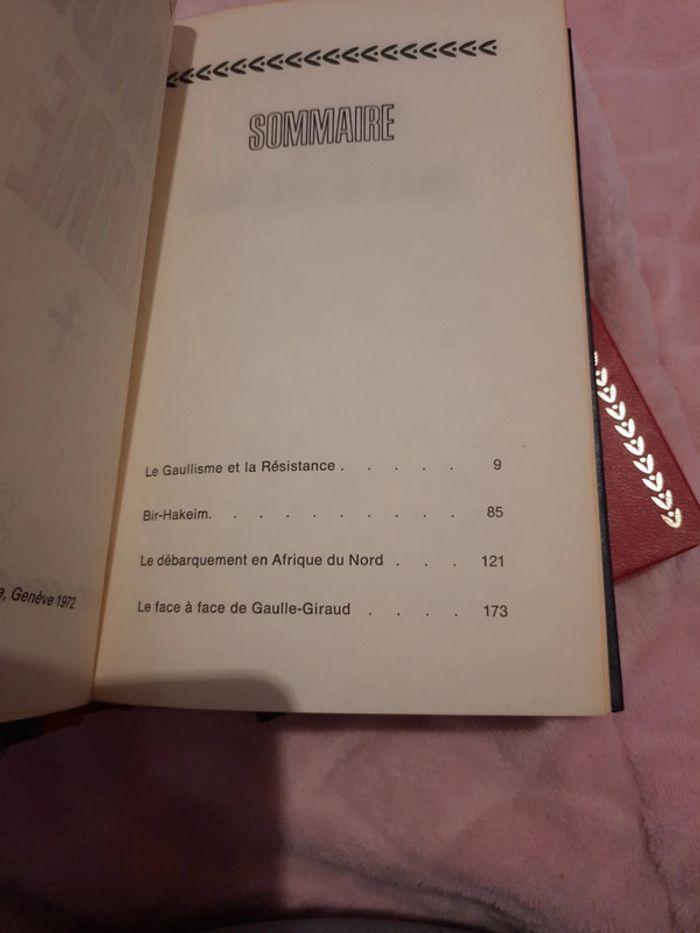 SOMMAIRE
Le Gaullisme et la Résistance . . . . . 9
Bir-Hakeim. . . . . . . . . . 85
Le débarquement en Afrique du Nord . . . 121
Le face à face de Gaulle-Giraud . . . . 173
Genève 1972